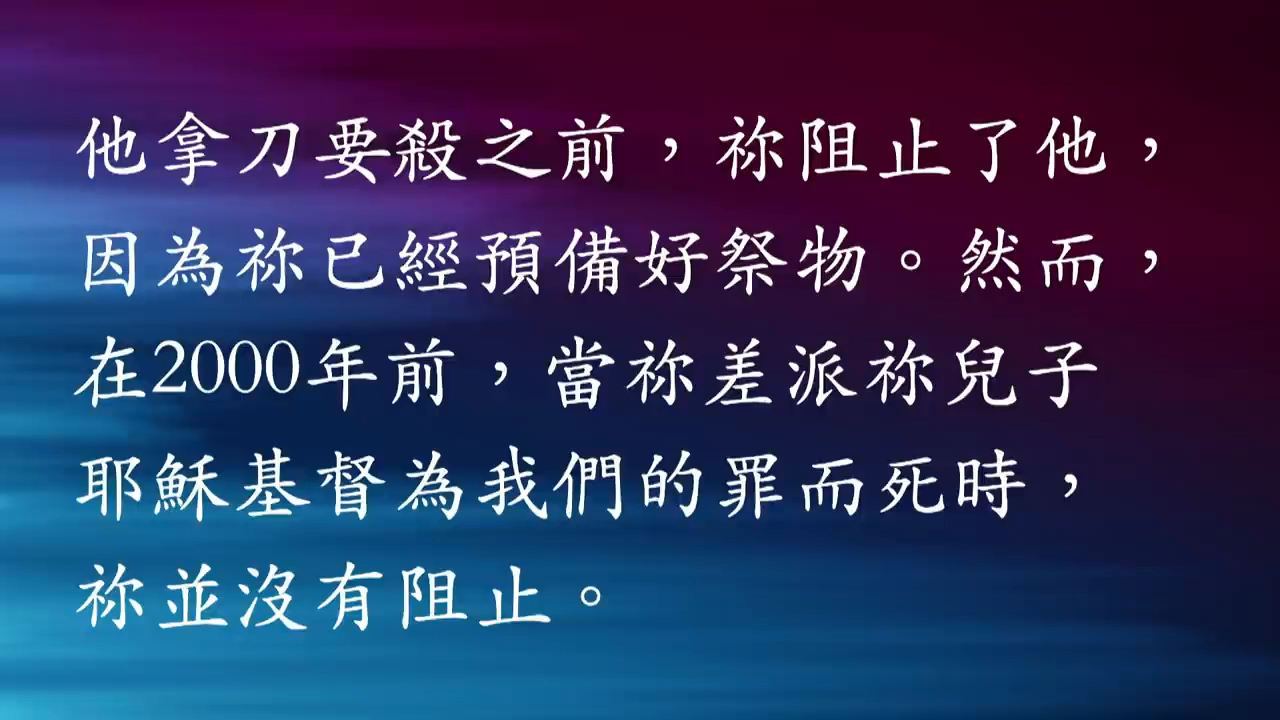 他拿刀要殺之前，祢阻止了他，
因為祢已經預備好祭物。然而，
在2000年前，當祢差派祢兒子
耶穌基督為我們的罪而死時，
祢並沒有阻止。